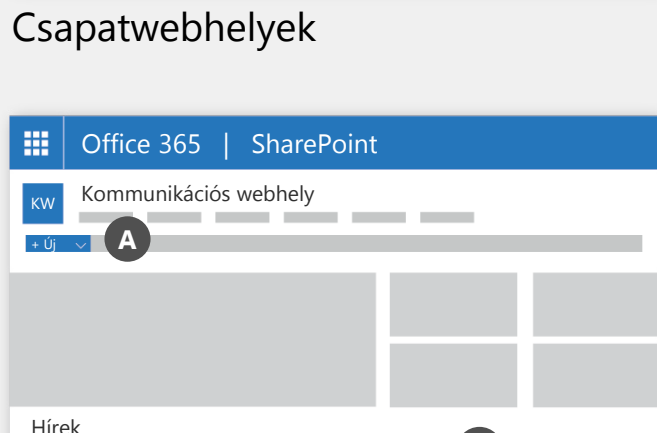 Csapatwebhelyek
Office 365 | SharePoint
KW
Kommunikációs webhely
+ Új
A
Hírek